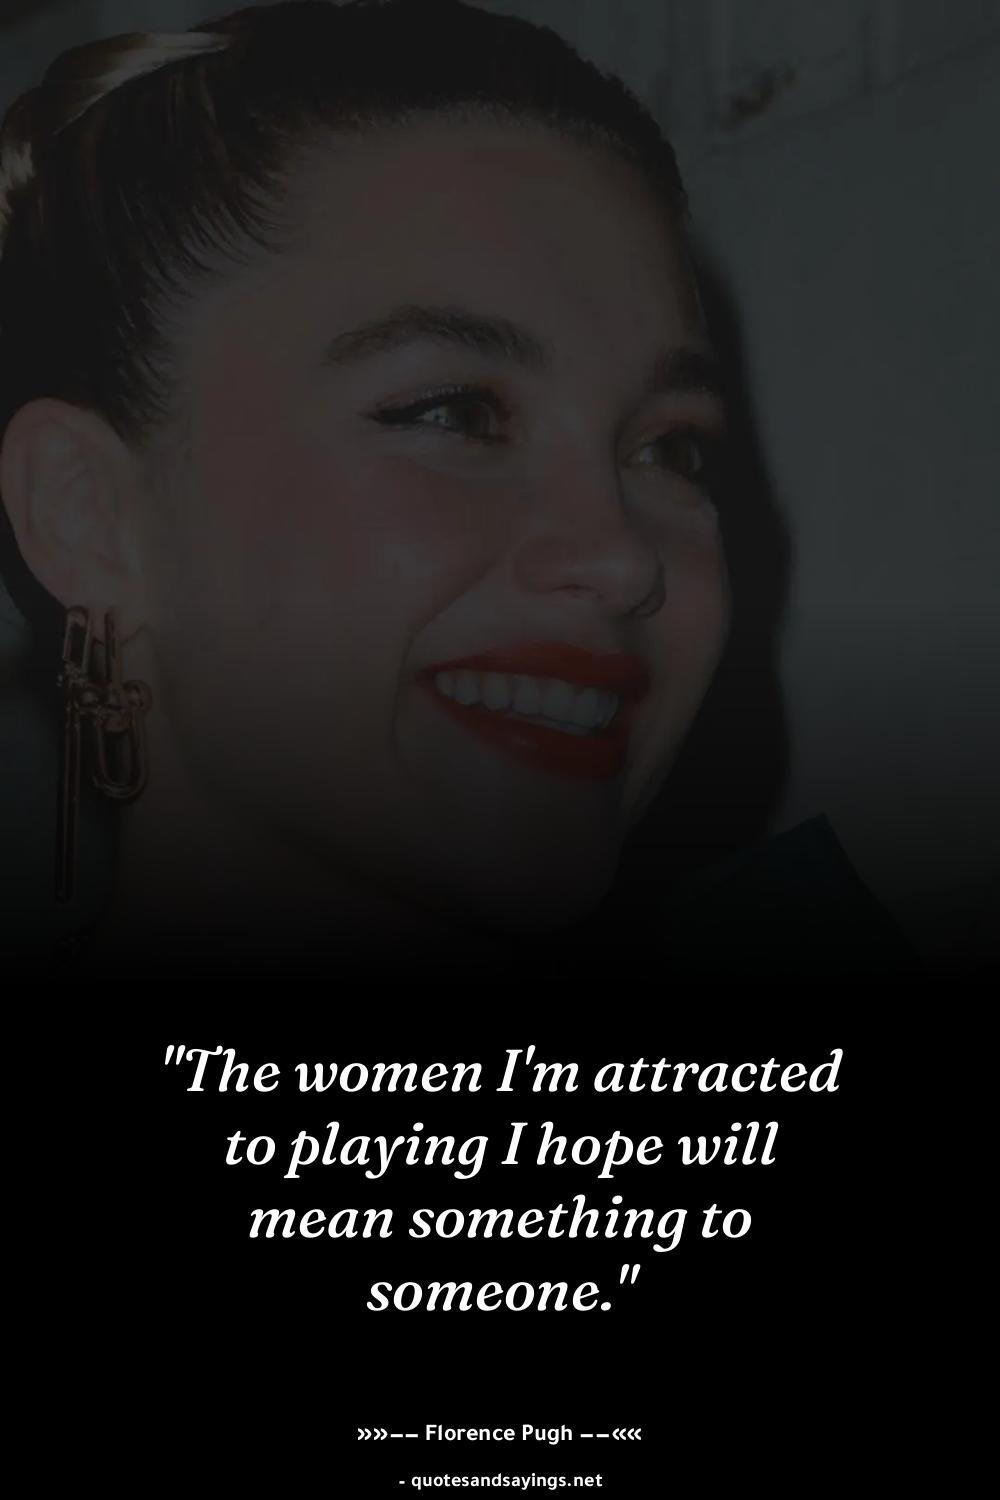 "The women I'm attracted
to playing I hope will
mean something to
someone."
»»−− Florence Pugh −−««
- quotesandsayings.net